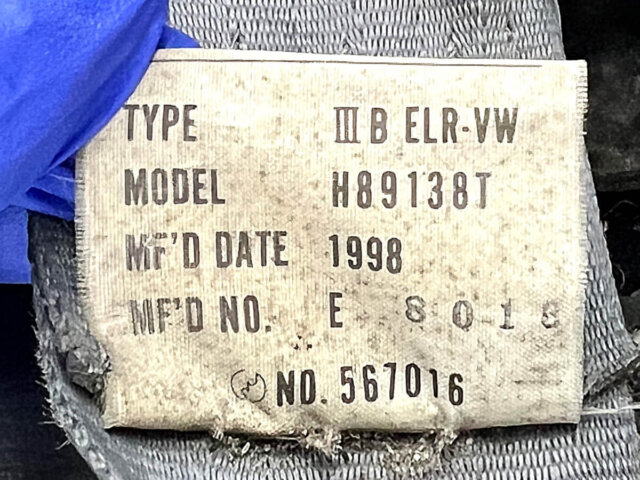 TYPE III B ELR-VW
MODEL H89138T
MF'D DATE 1998
MF'D NO. E 8018
NO. 567016